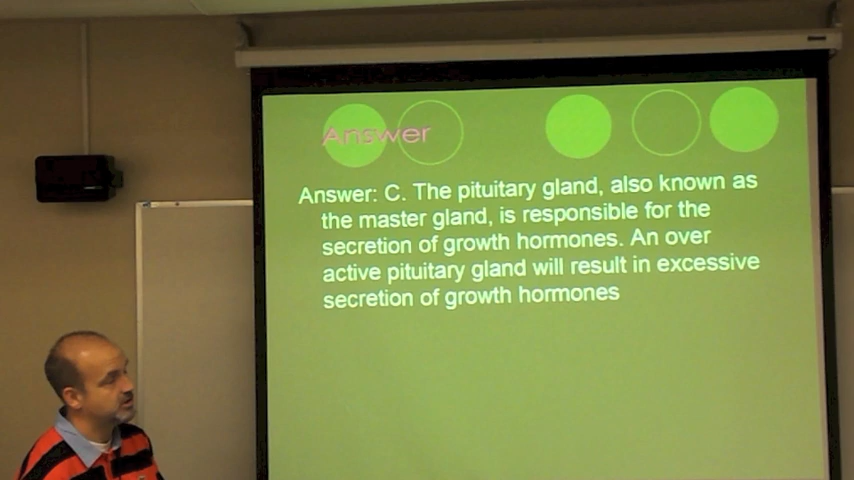 Answer
Answer: C. The pituitary gland, also known as
the master gland, is responsible for the
secretion of growth hormones. An over
active pituitary gland will result in excessive
secretion of growth hormones